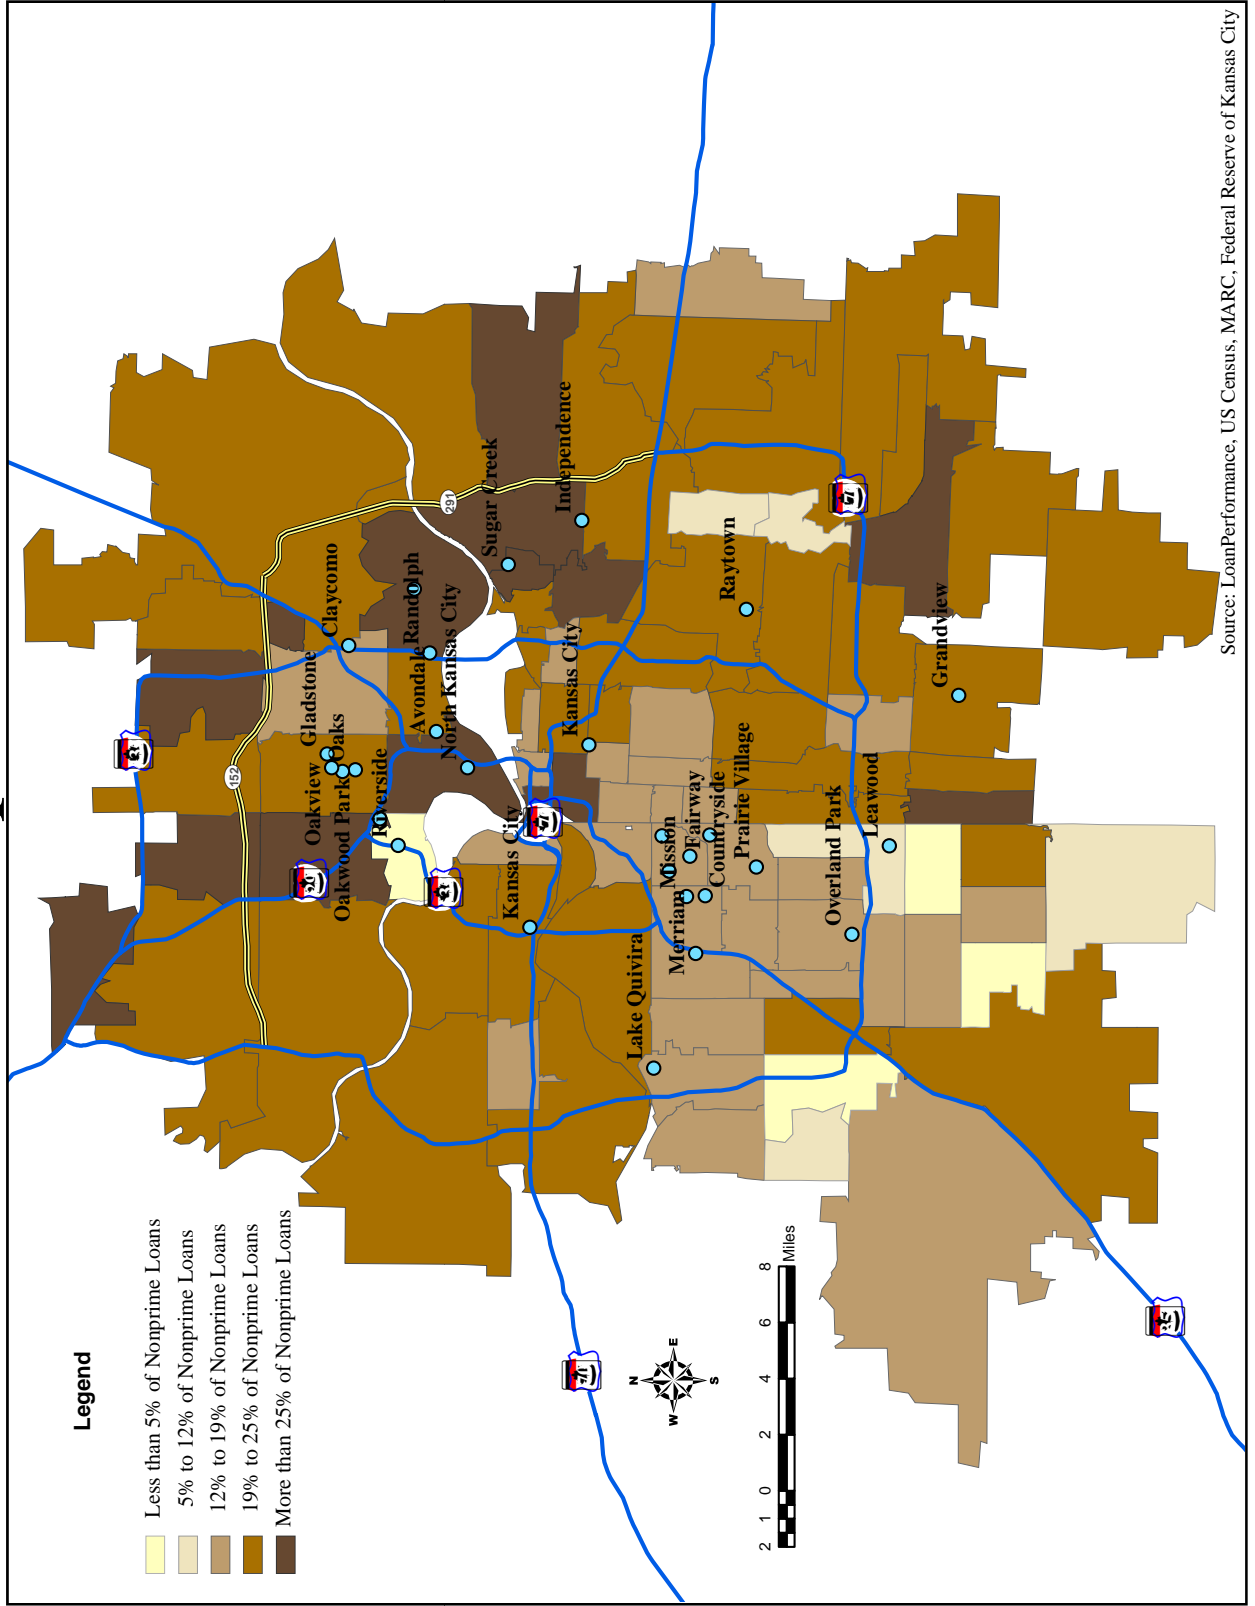 Legend
Less than 5% of Nonprime Loans
5% to 12% of Nonprime Loans
12% to 19% of Nonprime Loans
19% to 25% of Nonprime Loans
More than 25% of Nonprime Loans
152
291
Claycomo
Gladstone
Oaks
Oakview
Oakwood Park
Riverside
Randolph
Avondale
North Kansas City
Sugar Creek
Independence
Kansas City
Kansas City
Lake Quivira
Merriam
Mission
Fairway
Countryside
Prairie Village
Raytown
Overland Park
Leawood
Grandview
N
W
E
S
2 1 0 2 4 6 8
Miles
Source: LoanPerformance, US Census, MARC, Federal Reserve of Kansas City